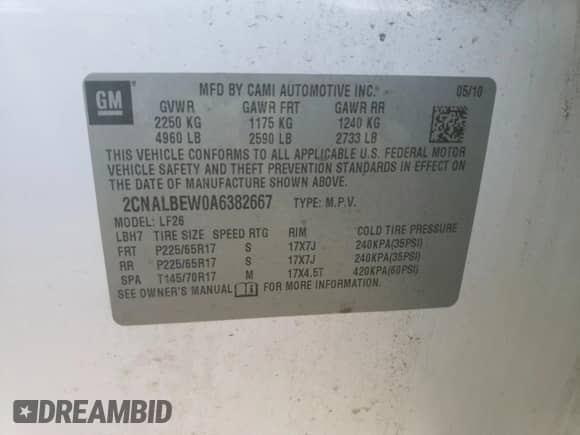 GM
MFD BY CAMI AUTOMOTIVE INC. 05/10
GVWR GAWR FRT GAWR RR
2250 KG 1175 KG 1240 KG
4960 LB 2590 LB 2733 LB
THIS VEHICLE CONFORMS TO ALL APPLICABLE U.S. FEDERAL MOTOR
VEHICLE SAFETY AND THEFT PREVENTION STANDARDS IN EFFECT ON
THE DATE OF MANUFACTURE SHOWN ABOVE.
2CNALBEW0A6382667 TYPE: M.P.V.
MODEL: LF26
LBH7 TIRE SIZE SPEED RTG RIM COLD TIRE PRESSURE
FRT P225/65R17 S 17X7J 240KPA(35PSI)
RR P225/65R17 S 17X7J 240KPA(35PSI)
SPA T145/70R17 M 17X4.5T 420KPA(60PSI)
SEE OWNER'S MANUAL FOR MORE INFORMATION.
DREAMBID